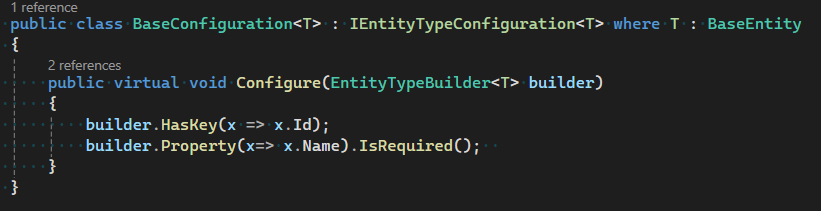 1 reference
public class BaseConfiguration<T> : IEntityTypeConfiguration<T> where T : BaseEntity
{
2 references
public virtual void Configure(EntityTypeBuilder<T> builder)
{
builder.HasKey(x => x.Id);
builder.Property(x=> x.Name).IsRequired();
}
}